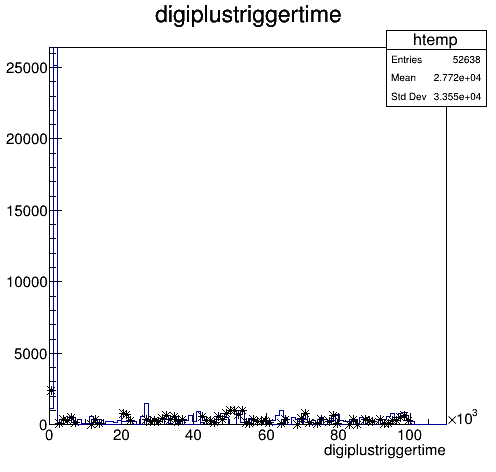 digiplustriggertime
htemp
Entries 52638
Mean 2.772e+04
Std Dev 3.355e+04
25000
20000
15000
10000
5000
0
0 20 40 60 80 100 ×10³
digiplustriggertime